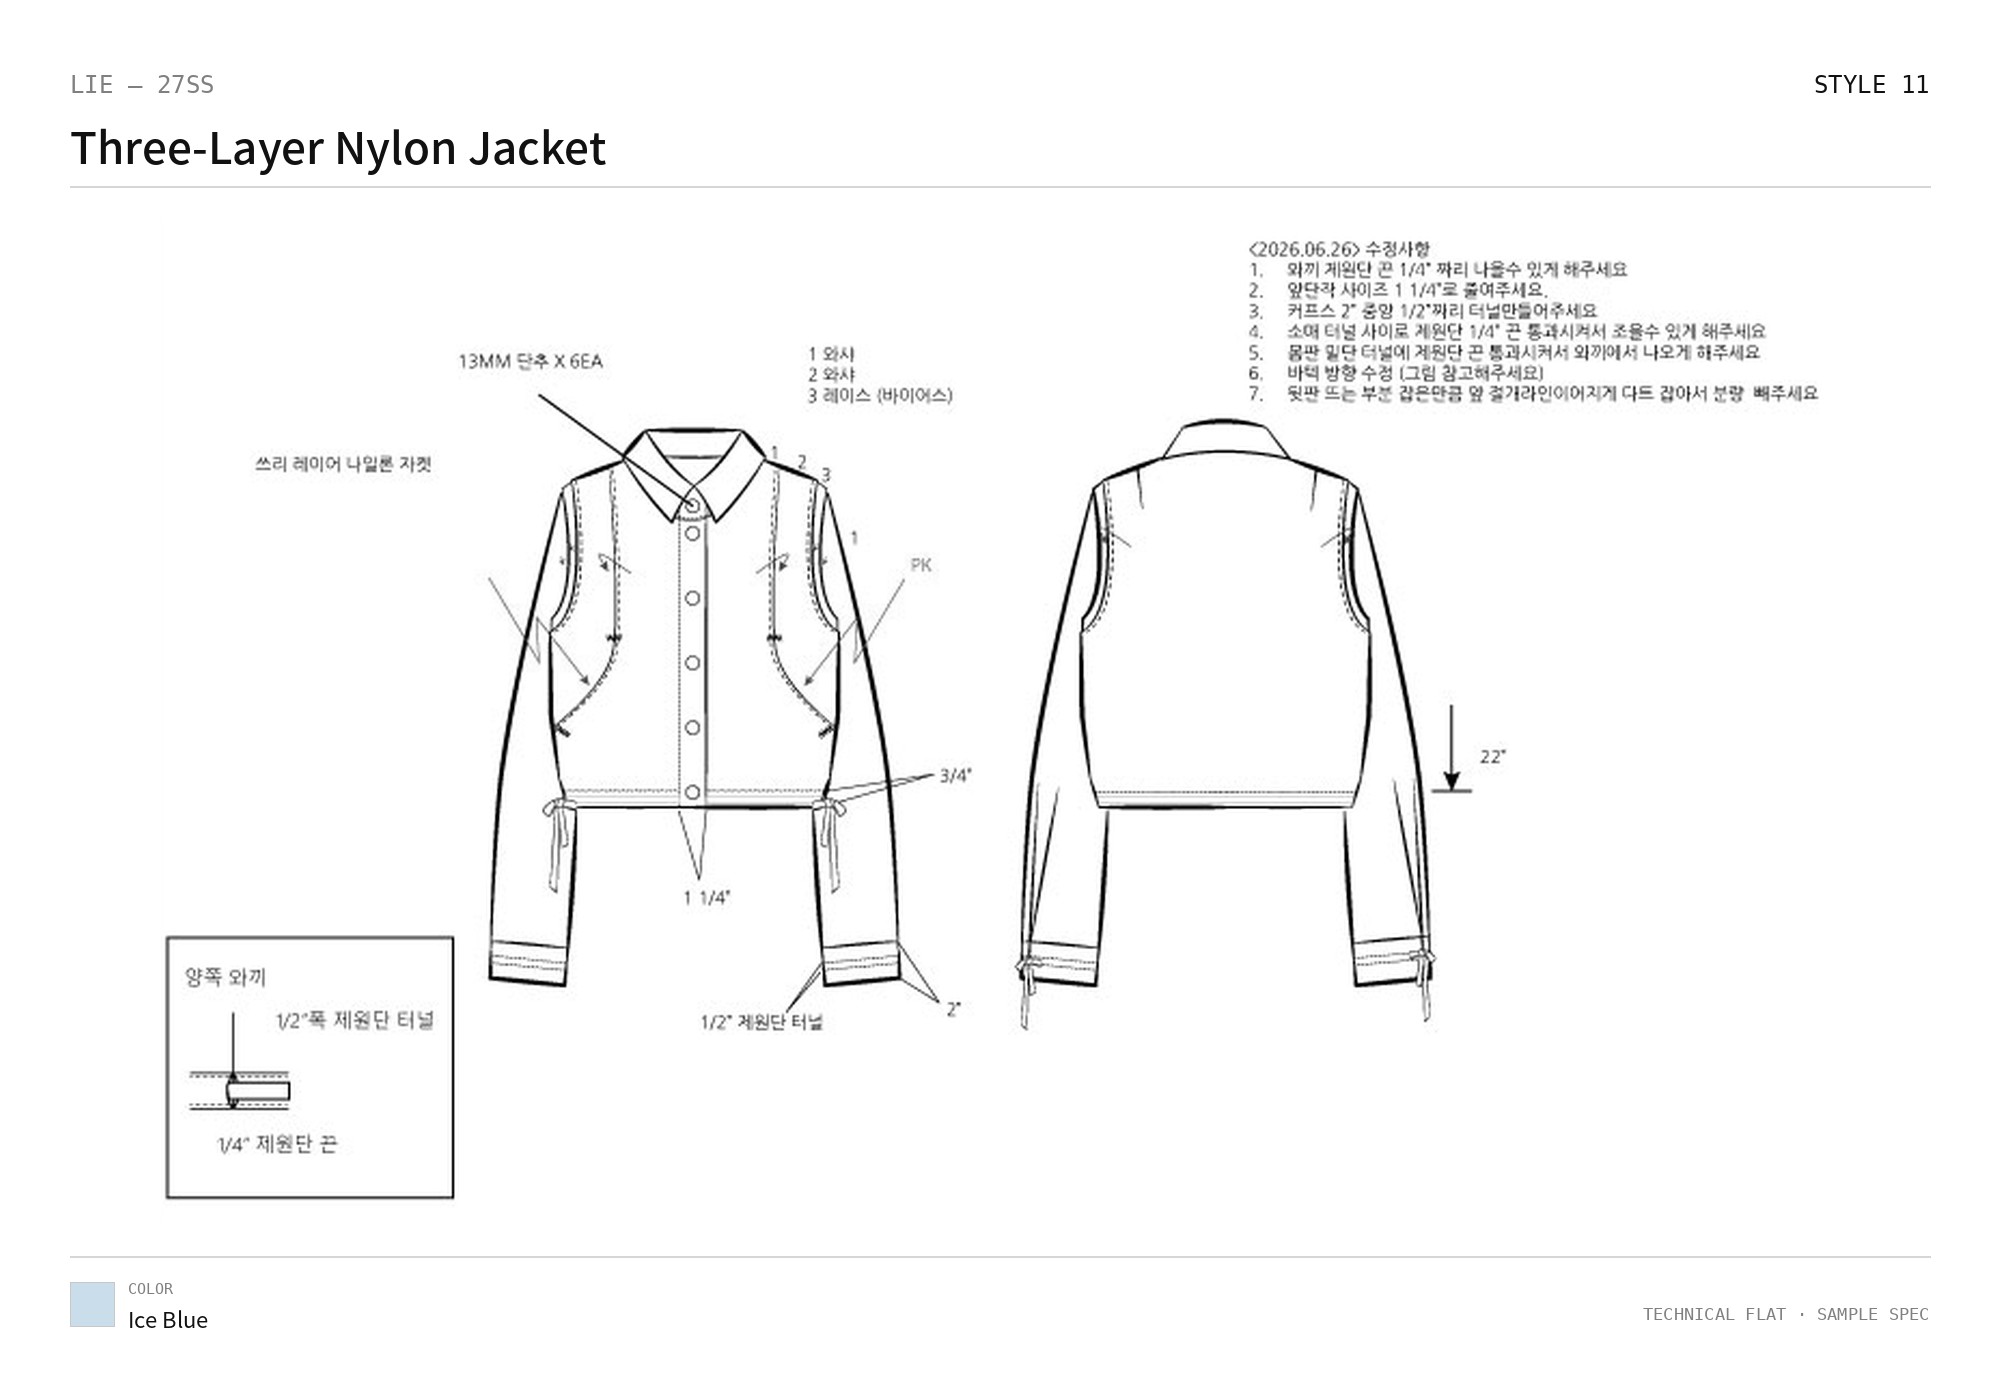 LIE — 27SS
STYLE 11
Three-Layer Nylon Jacket
<2026.06.26> 수정사항
1. 와끼 제원단 끈 1/4" 짜리 나올수 있게 해주세요
2. 앞단작 사이즈 1 1/4"로 줄여주세요.
3. 커프스 2" 중앙 1/2"짜리 터널만들어주세요
4. 소매 터널 사이로 제원단 1/4" 끈 통과시켜서 조을수 있게 해주세요
5. 몸판 밑단 터널에 제원단 끈 통과시켜서 와끼에서 나오게 해주세요
6. 바텍 방향 수정 (그림 참고해주세요)
7. 뒷판 뜨는 부분 잡은만큼 앞 절개라인이어지게 다트 잡아서 분량 빼주세요
13MM 단추 X 6EA
1 와샤
2 와샤
3 레이스 (바이어스)
쓰리 레이어 나일론 자켓
1
2
3
1
PK
3/4"
22"
1 1/4"
2"
1/2" 제원단 터널
양쪽 와끼
1/2"폭 제원단 터널
1/4" 제원단 끈
COLOR
Ice Blue
TECHNICAL FLAT · SAMPLE SPEC